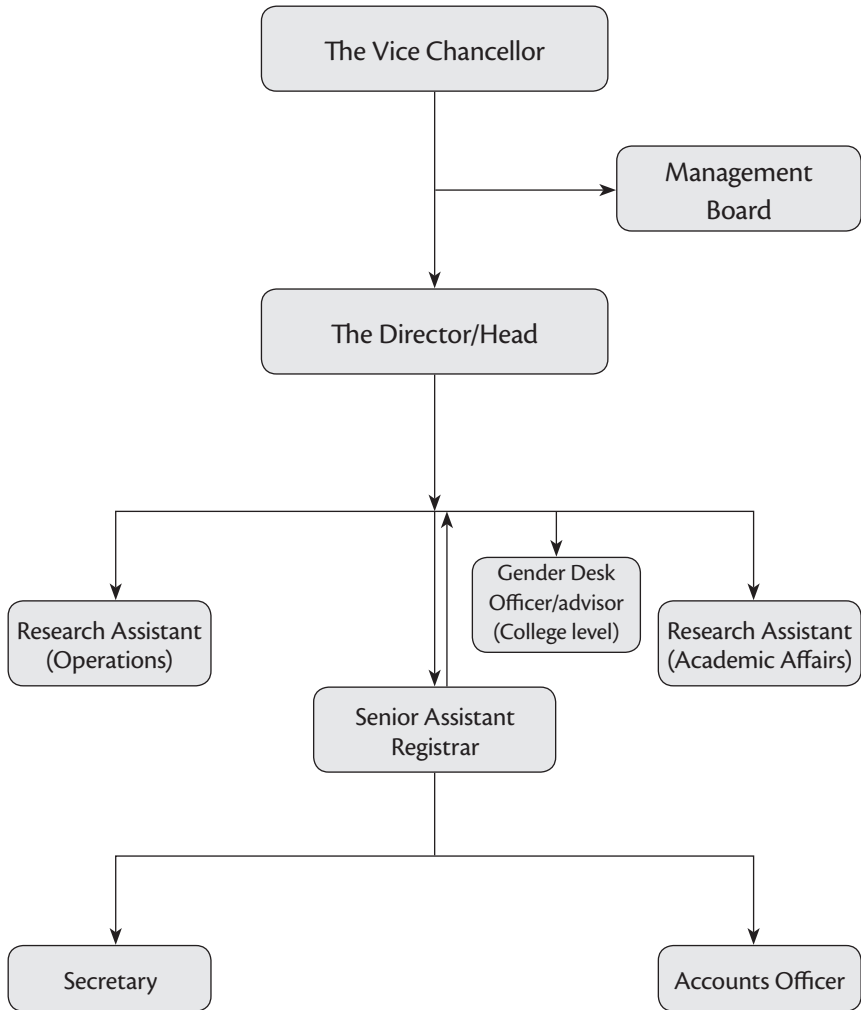 The Vice Chancellor
Management
Board
The Director/Head
Gender Desk
Officer/advisor
(College level)
Research Assistant
(Operations)
Research Assistant
(Academic Affairs)
Senior Assistant
Registrar
Secretary
Accounts Officer